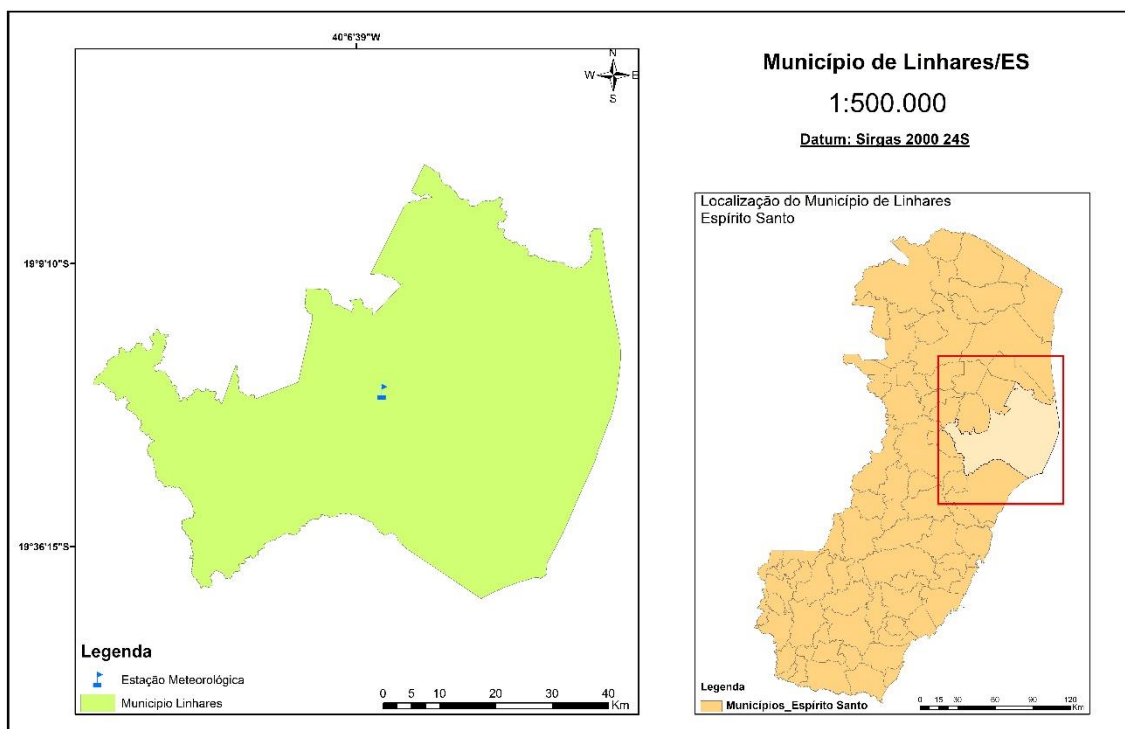 40°6'39"W
N
W E
S
19°9'10"S
19°36'15"S
Legenda
Estação Meteorológica
Municipio Linhares
0 5 10 20 30 40
Km
Município de Linhares/ES
1:500.000
Datum: Sirgas 2000 24S
Localização do Município de Linhares
Espírito Santo
Legenda
Municípios_Espírito Santo
0 15 30 60 90 120
Km